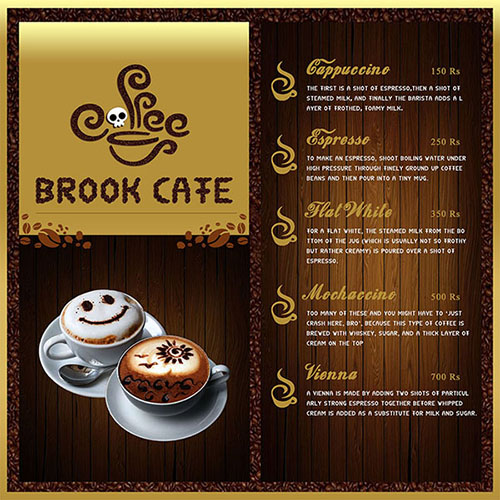 Coffee
BROOK CAFE
Cappuccino 150 Rs
THE FIRST IS A SHOT OF ESPRESSO,THEN A SHOT OF
STEAMED MILK, AND FINALLY THE BARISTA ADDS A L
AYER OF FROTHED, FOAMY MILK.
Espresso 250 Rs
TO MAKE AN ESPRESSO, SHOOT BOILING WATER UNDER
HIGH PRESSURE THROUGH FINELY GROUND UP COFFEE
BEANS AND THEN POUR INTO A TINY MUG.
Flat White 350 Rs
FOR A FLAT WHITE, THE STEAMED MILK FROM THE BO
TTOM OF THE JUG (WHICH IS USUALLY NOT SO FROTHY
BUT RATHER CREAMY) IS POURED OVER A SHOT OF
ESPRESSO.
Mochaccino 500 Rs
TOO MANY OF THESE AND YOU MIGHT HAVE TO 'JUST
CRASH HERE, BRO', BECAUSE THIS TYPE OF COFFEE IS
BREWED WITH WHISKEY, SUGAR, AND A THICK LAYER OF
CREAM ON THE TOP
Vienna 700 Rs
A VIENNA IS MADE BY ADDING TWO SHOTS OF PARTICUL
ARLY STRONG ESPRESSO TOGETHER BEFORE WHIPPED
CREAM IS ADDED AS A SUBSTITUTE FOR MILK AND SUGAR.